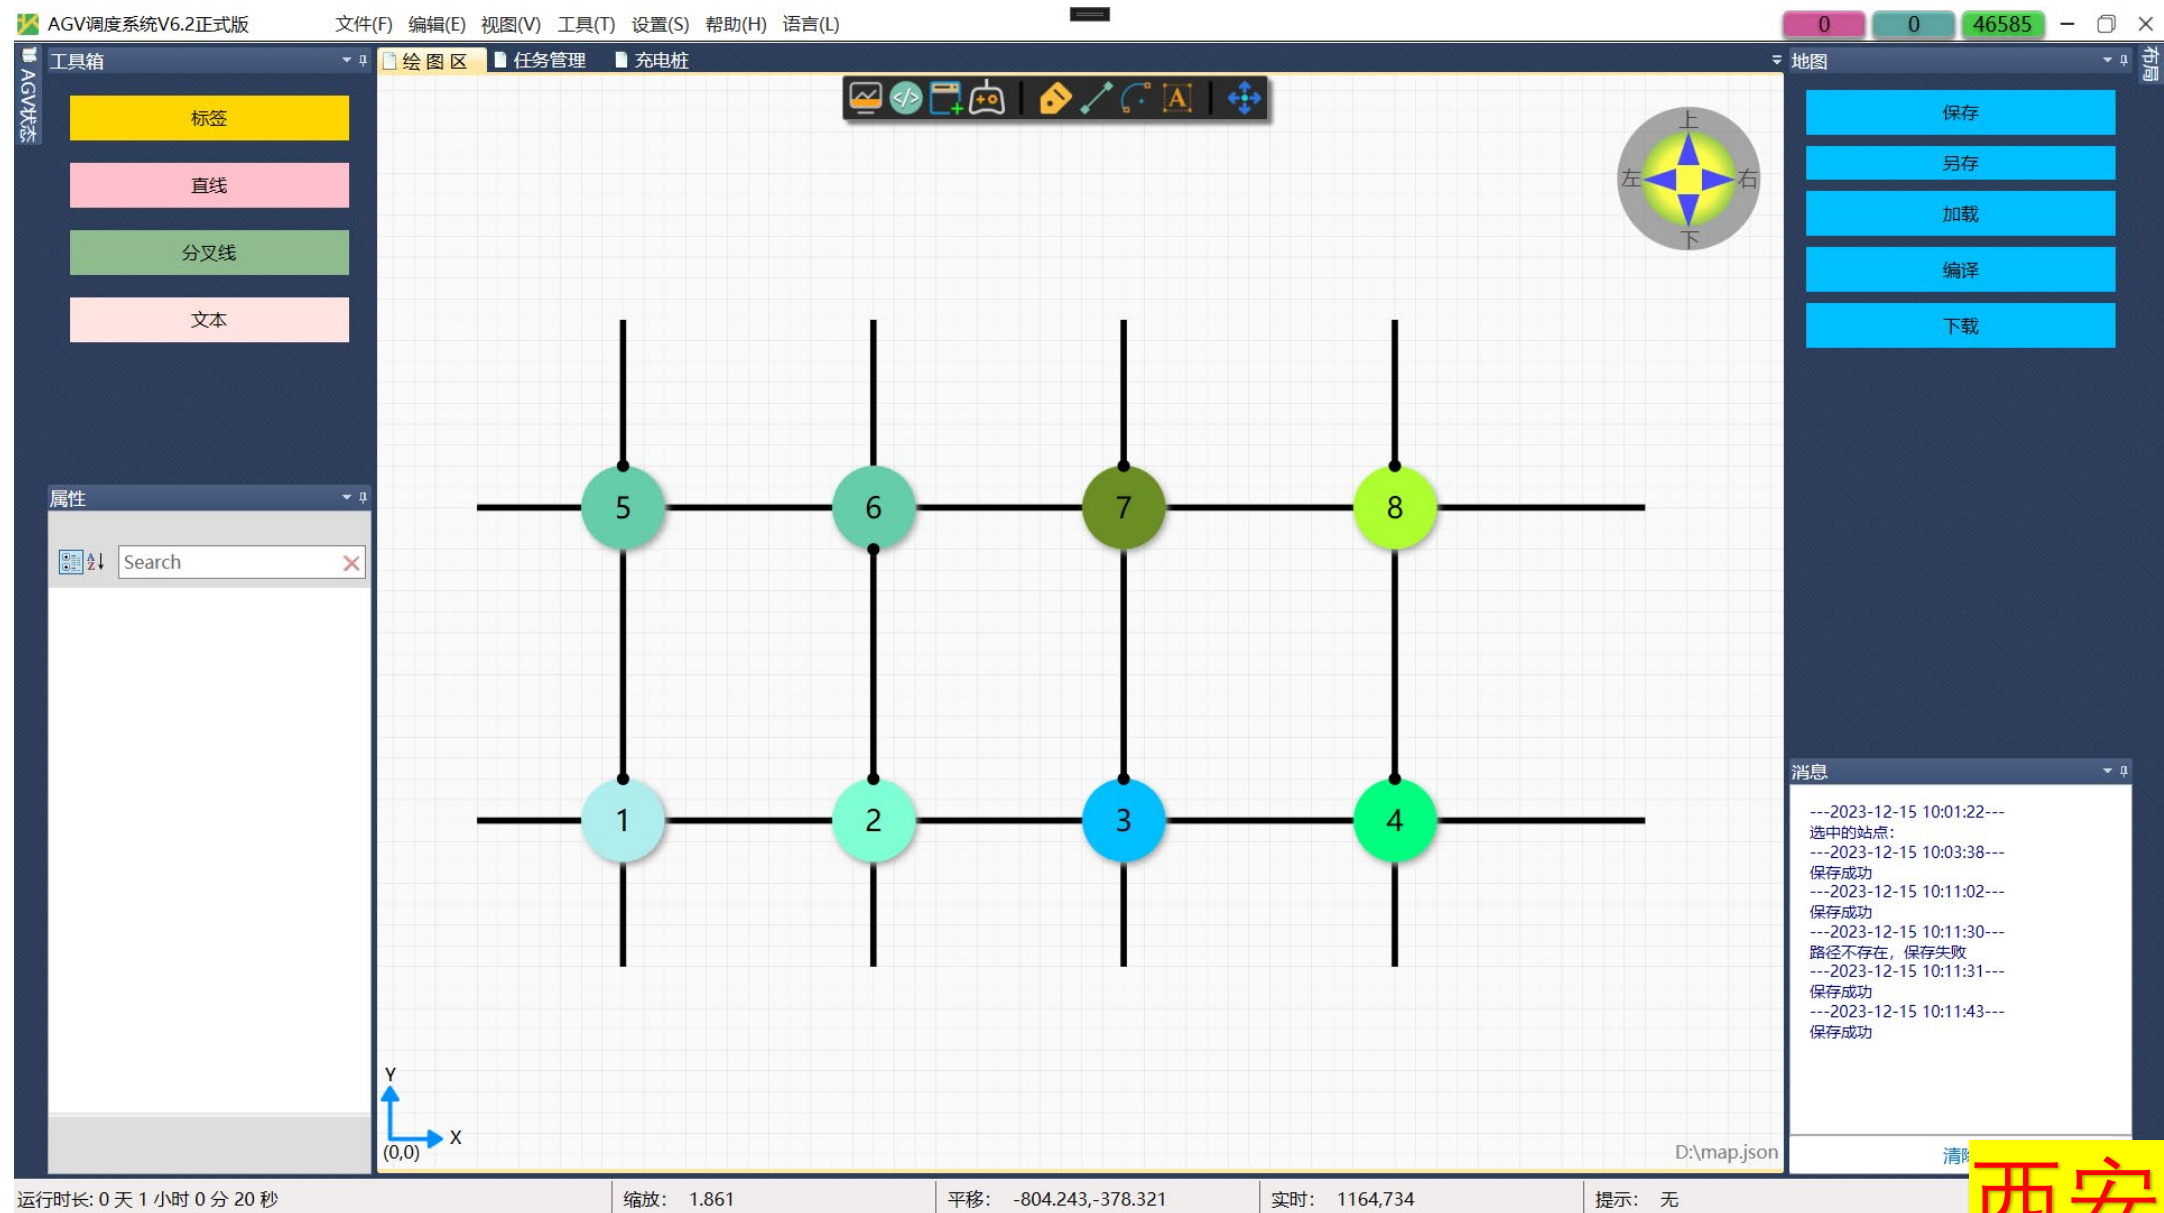 AGV调度系统V6.2正式版
文件(F) 编辑(E) 视图(V) 工具(T) 设置(S) 帮助(H) 语言(L)
0 0 46585
AGV状态
工具箱
标签
直线
分叉线
文本
属性
Search
绘图区 任务管理 充电桩
上
左 右
下
5 6 7 8
1 2 3 4
Y
X
(0,0)
D:\map.json
地图
布局
保存
另存
加载
编译
下载
消息
---2023-12-15 10:01:22---
选中的站点:
---2023-12-15 10:03:38---
保存成功
---2023-12-15 10:11:02---
保存成功
---2023-12-15 10:11:30---
路径不存在，保存失败
---2023-12-15 10:11:31---
保存成功
---2023-12-15 10:11:43---
保存成功
运行时长: 0 天 1 小时 0 分 20 秒
缩放: 1.861
平移: -804.243,-378.321
实时: 1164,734
提示: 无
西安